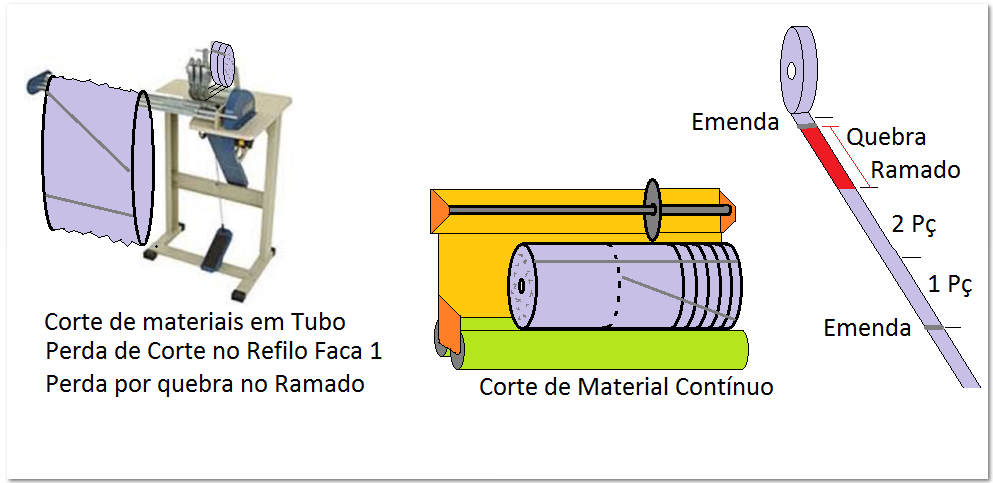 Corte de materiais em Tubo
Perda de Corte no Refilo Faca 1
Perda por quebra no Ramado
Corte de Material Contínuo
Emenda
Quebra
Ramado
2 Pç
1 Pç
Emenda